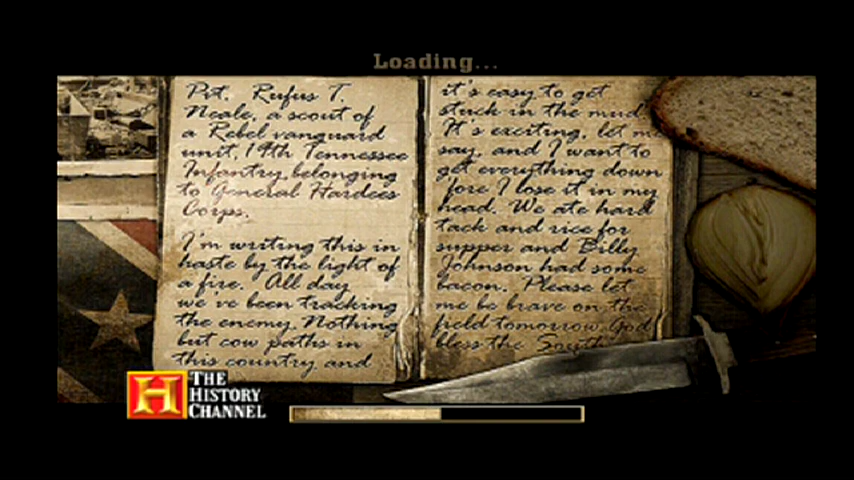 Loading...
Pvt. Rufus T.
Neale, a scout of
a Rebel vanguard
unit, 19th Tennessee
Infantry, belonging
to General Hardees
Corps.
I'm writing this in
haste by the light of
a fire. All day
we've been tracking
the enemy. Nothing
but cow paths in
this country and
it's easy to get
stuck in the mud.
It's exciting, let me
say, and I want to
get everything down
'fore I lose it in my
head. We ate hard
tack and rice for
supper and Billy
Johnson had some
bacon. Please let
me be brave on the
field tomorrow. God
bless the South
H
THE
HISTORY
CHANNEL